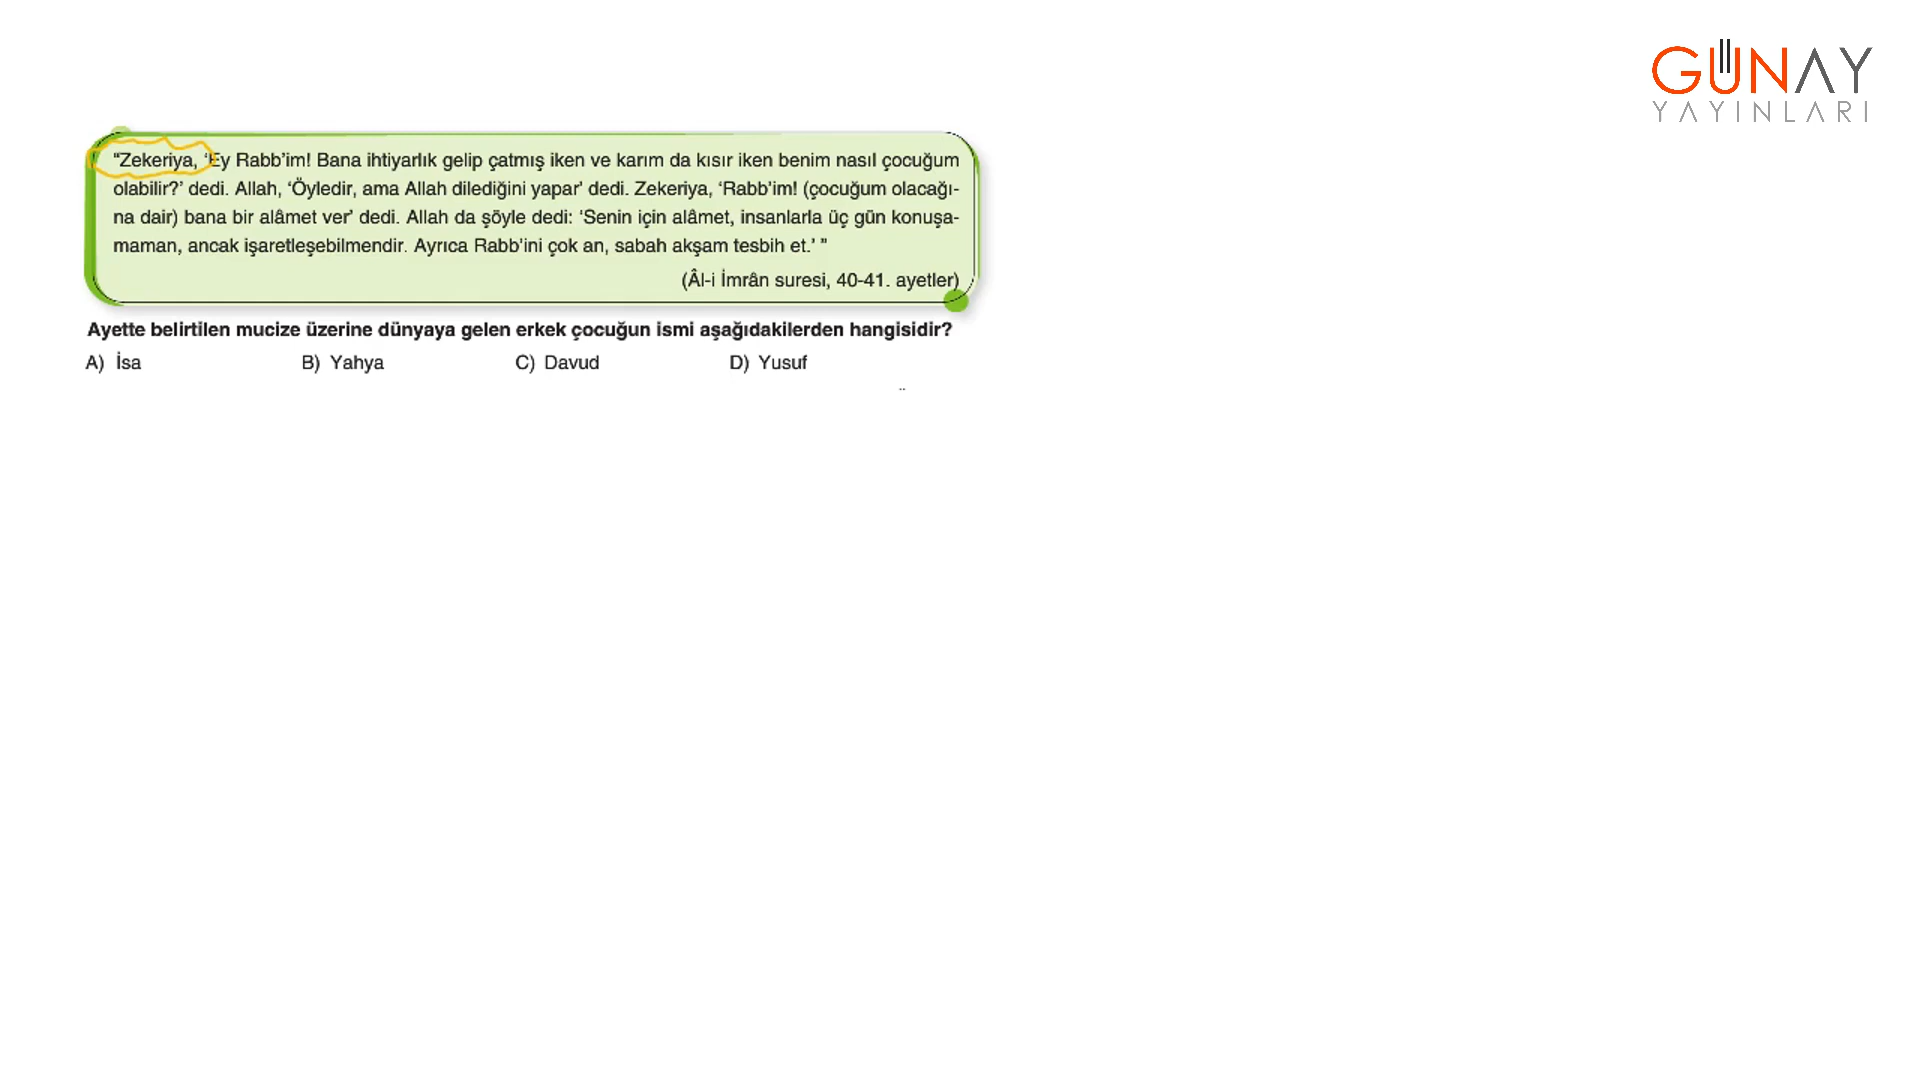 GÜNAY
YAYINLARI
“Zekeriya, ‘Ey Rabb’im! Bana ihtiyarlık gelip çatmış iken ve karım da kısır iken benim nasıl çocuğum
olabilir?’ dedi. Allah, ‘Öyledir, ama Allah dilediğini yapar’ dedi. Zekeriya, ‘Rabb’im! (çocuğum olacağı-
na dair) bana bir alâmet ver’ dedi. Allah da şöyle dedi: ‘Senin için alâmet, insanlarla üç gün konuşa-
maman, ancak işaretleşebilmendir. Ayrıca Rabb’ini çok an, sabah akşam tesbih et.’ ”
(Âl-i İmrân suresi, 40-41. ayetler)
Ayette belirtilen mucize üzerine dünyaya gelen erkek çocuğun ismi aşağıdakilerden hangisidir?
A) İsa B) Yahya C) Davud D) Yusuf